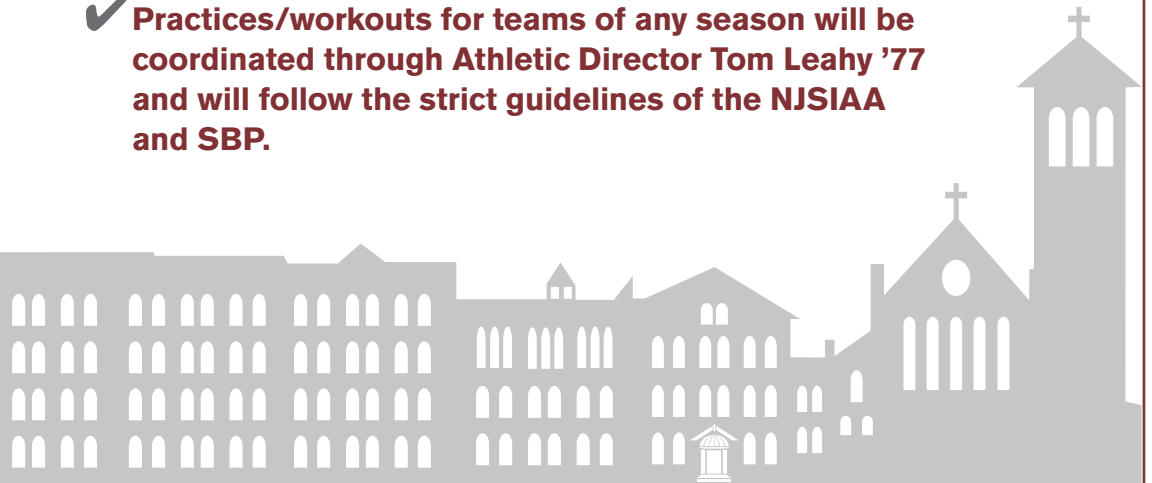 ✔ Practices/workouts for teams of any season will be
coordinated through Athletic Director Tom Leahy ’77
and will follow the strict guidelines of the NJSIAA
and SBP.